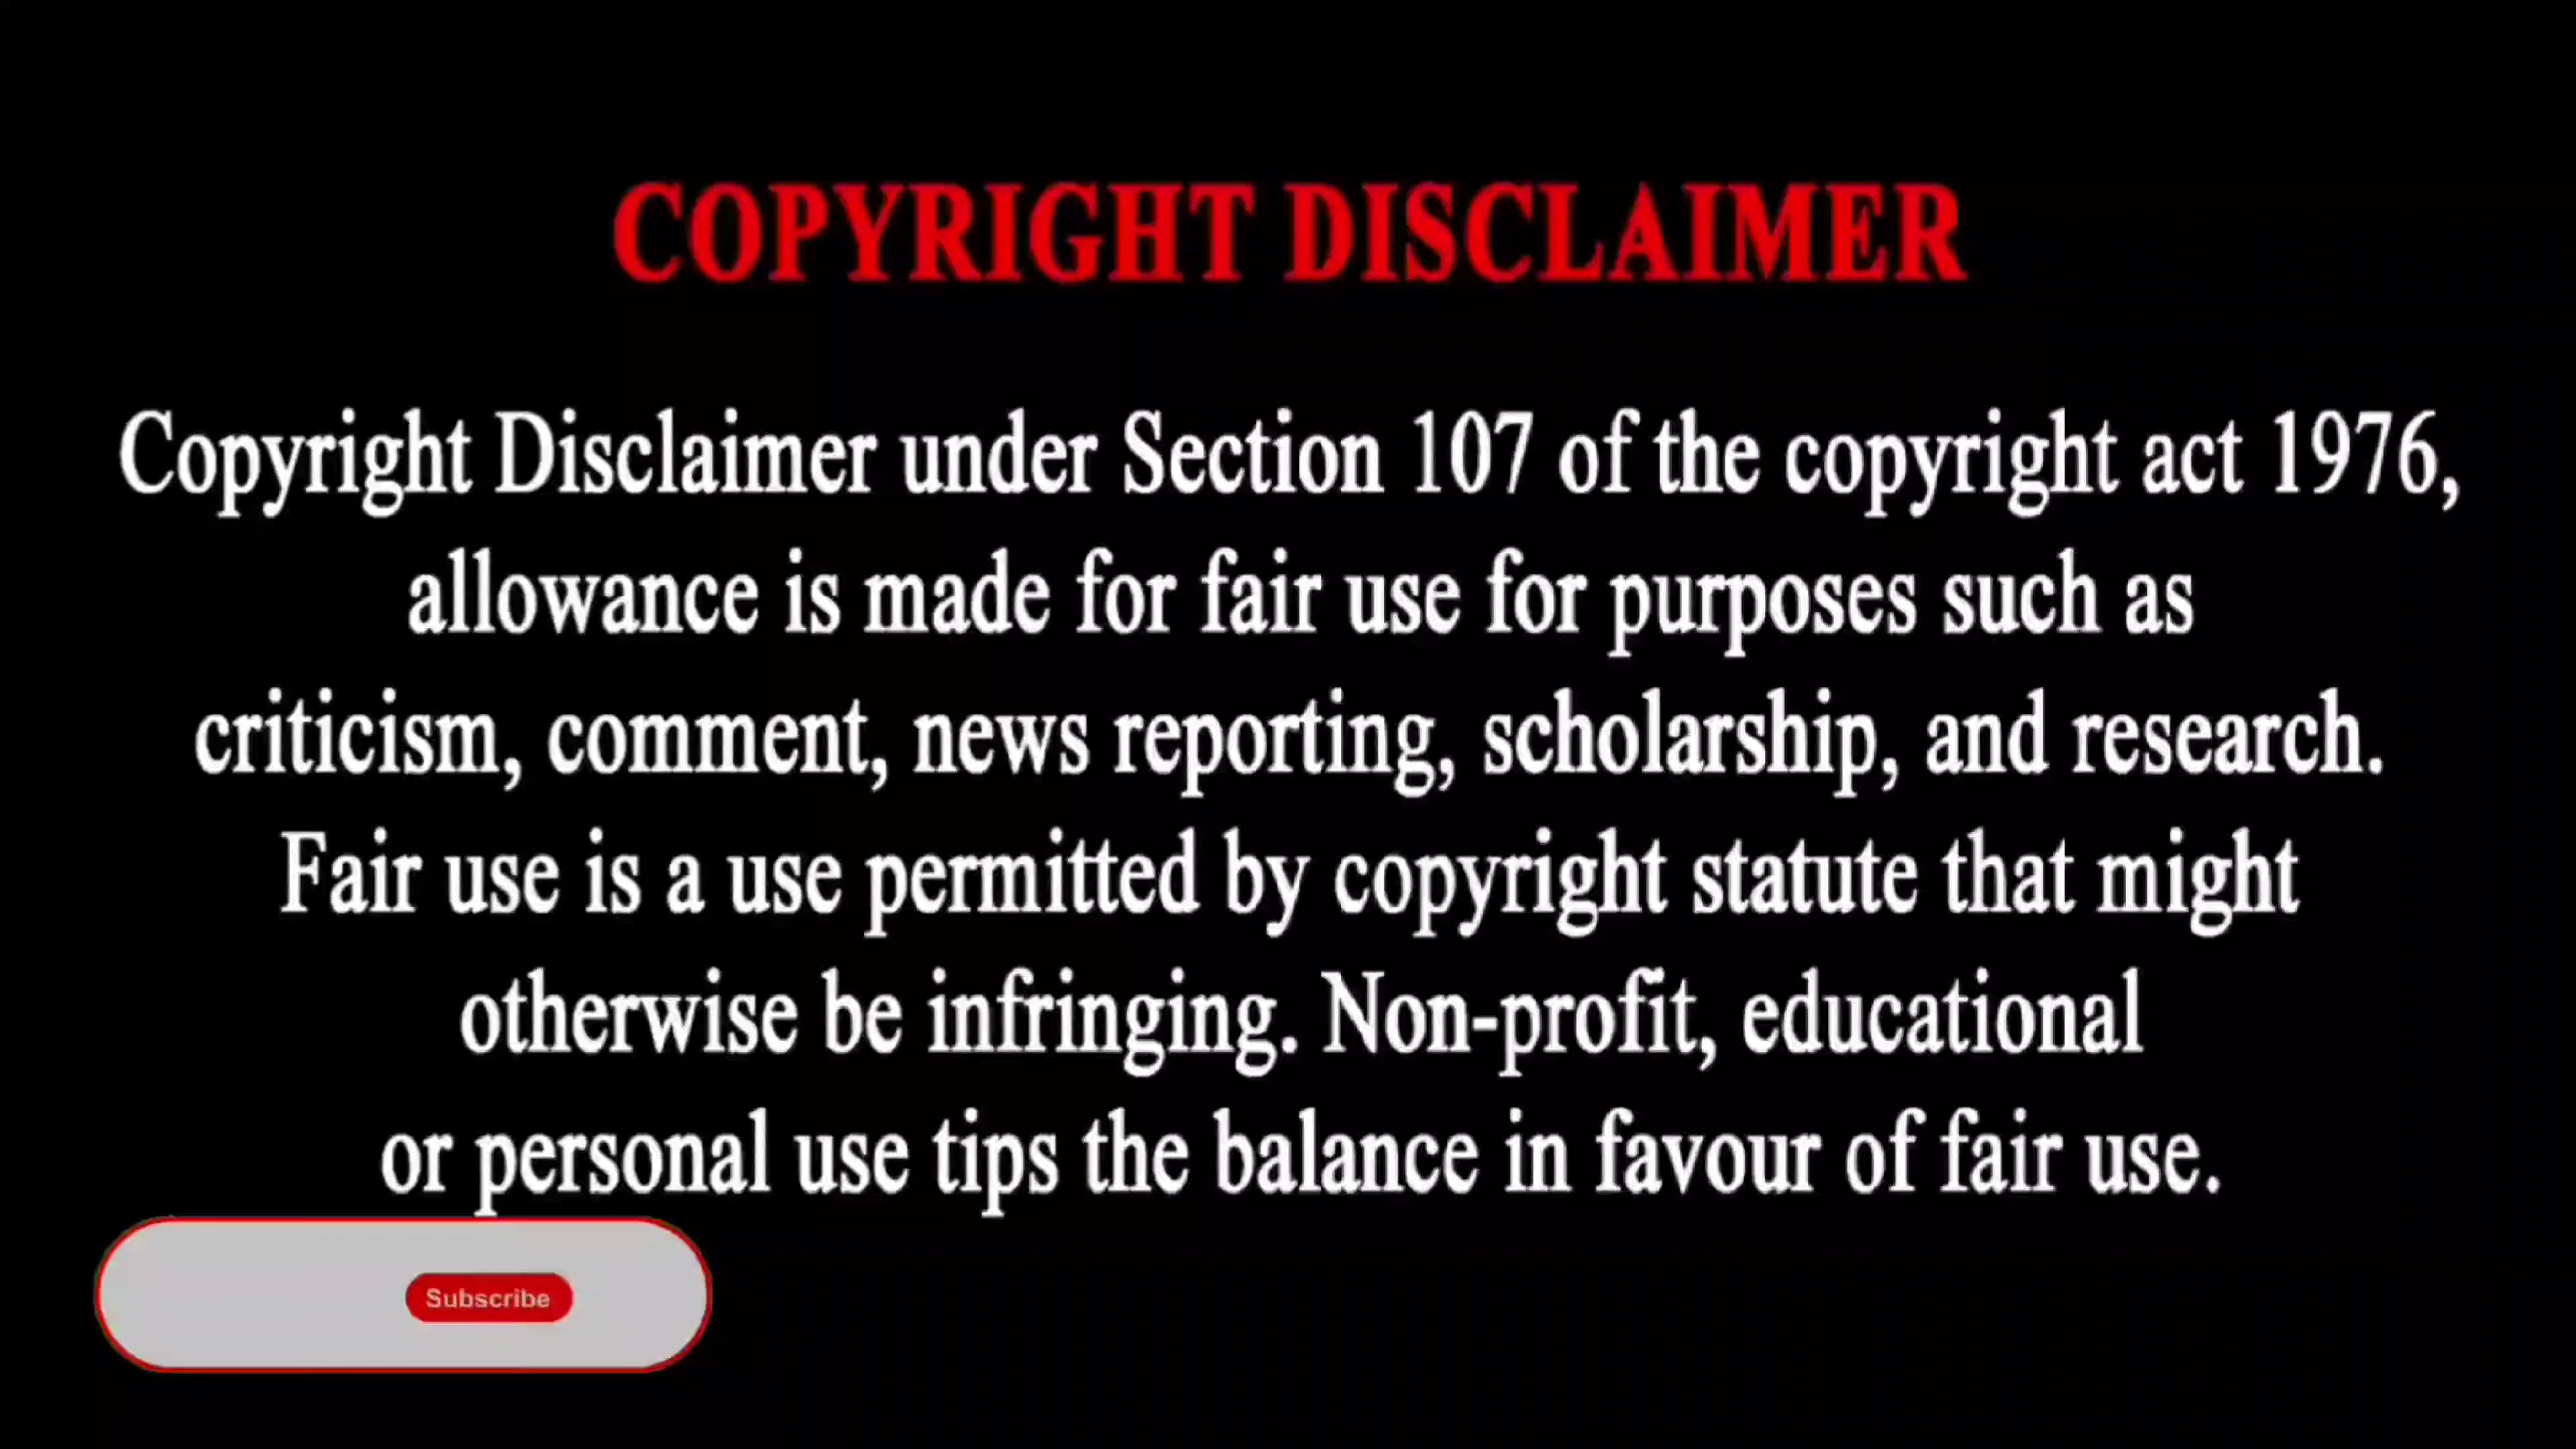 COPYRIGHT DISCLAIMER
Copyright Disclaimer under Section 107 of the copyright act 1976,
allowance is made for fair use for purposes such as
criticism, comment, news reporting, scholarship, and research.
Fair use is a use permitted by copyright statute that might
otherwise be infringing. Non-profit, educational
or personal use tips the balance in favour of fair use.
Subscribe